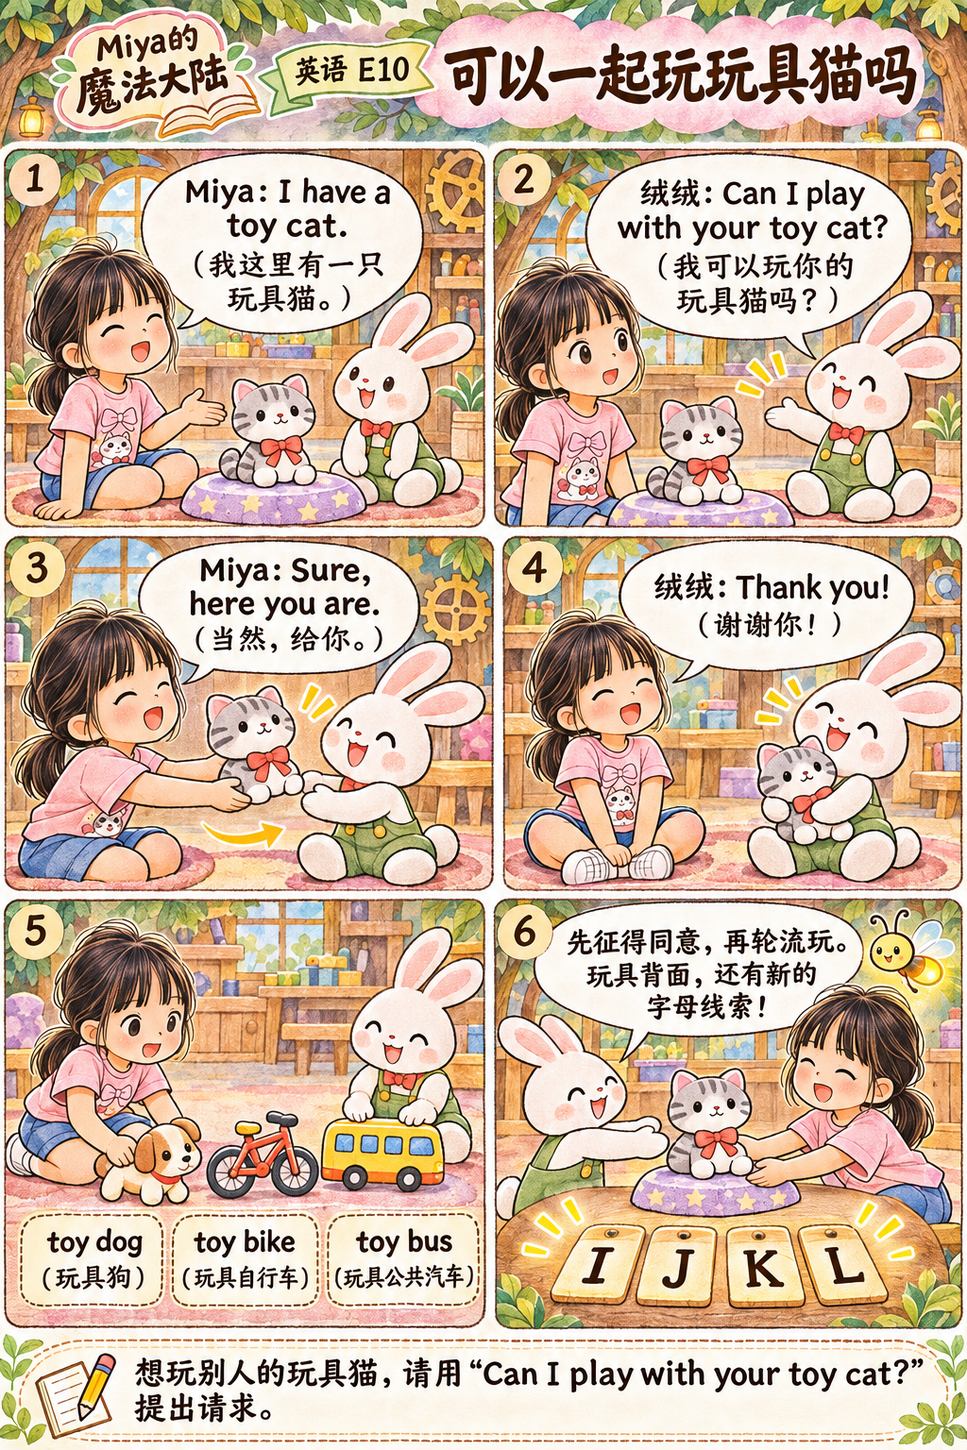 Miya的
魔法大陆
英语 E10
可以一起玩玩具猫吗
1
Miya: I have a
toy cat.
（我这里有一只
玩具猫。）
2
绒绒: Can I play
with your toy cat?
（我可以玩你的
玩具猫吗？）
3
Miya: Sure,
here you are.
（当然，给你。）
4
绒绒: Thank you!
（谢谢你！）
5
toy dog
（玩具狗）
toy bike
（玩具自行车）
toy bus
（玩具公共汽车）
6
先征得同意，再轮流玩。
玩具背面，还有新的
字母线索！
I J K L
想玩别人的玩具猫，请用“Can I play with your toy cat?”
提出请求。